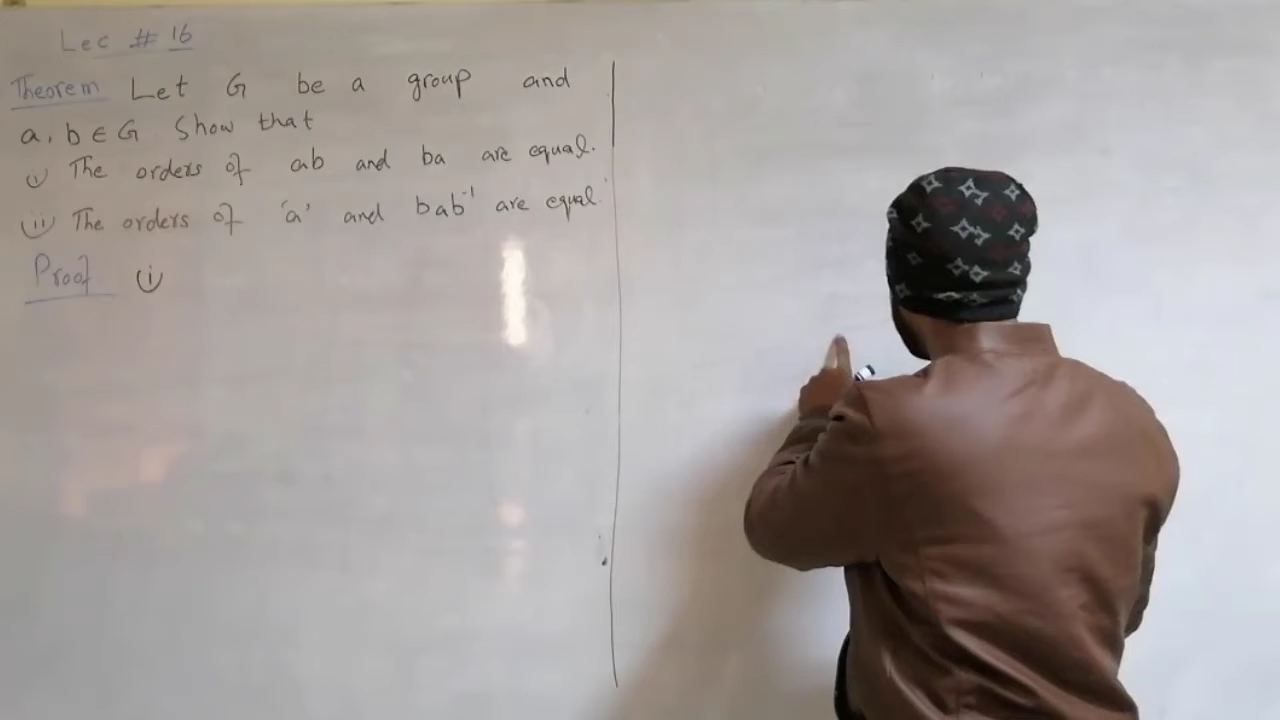 Lec # 16
Theorem Let G be a group and
a, b ∈ G Show that
(i) The orders of ab and ba are equal.
(ii) The orders of 'a' and bab⁻¹ are equal.
Proof (i)